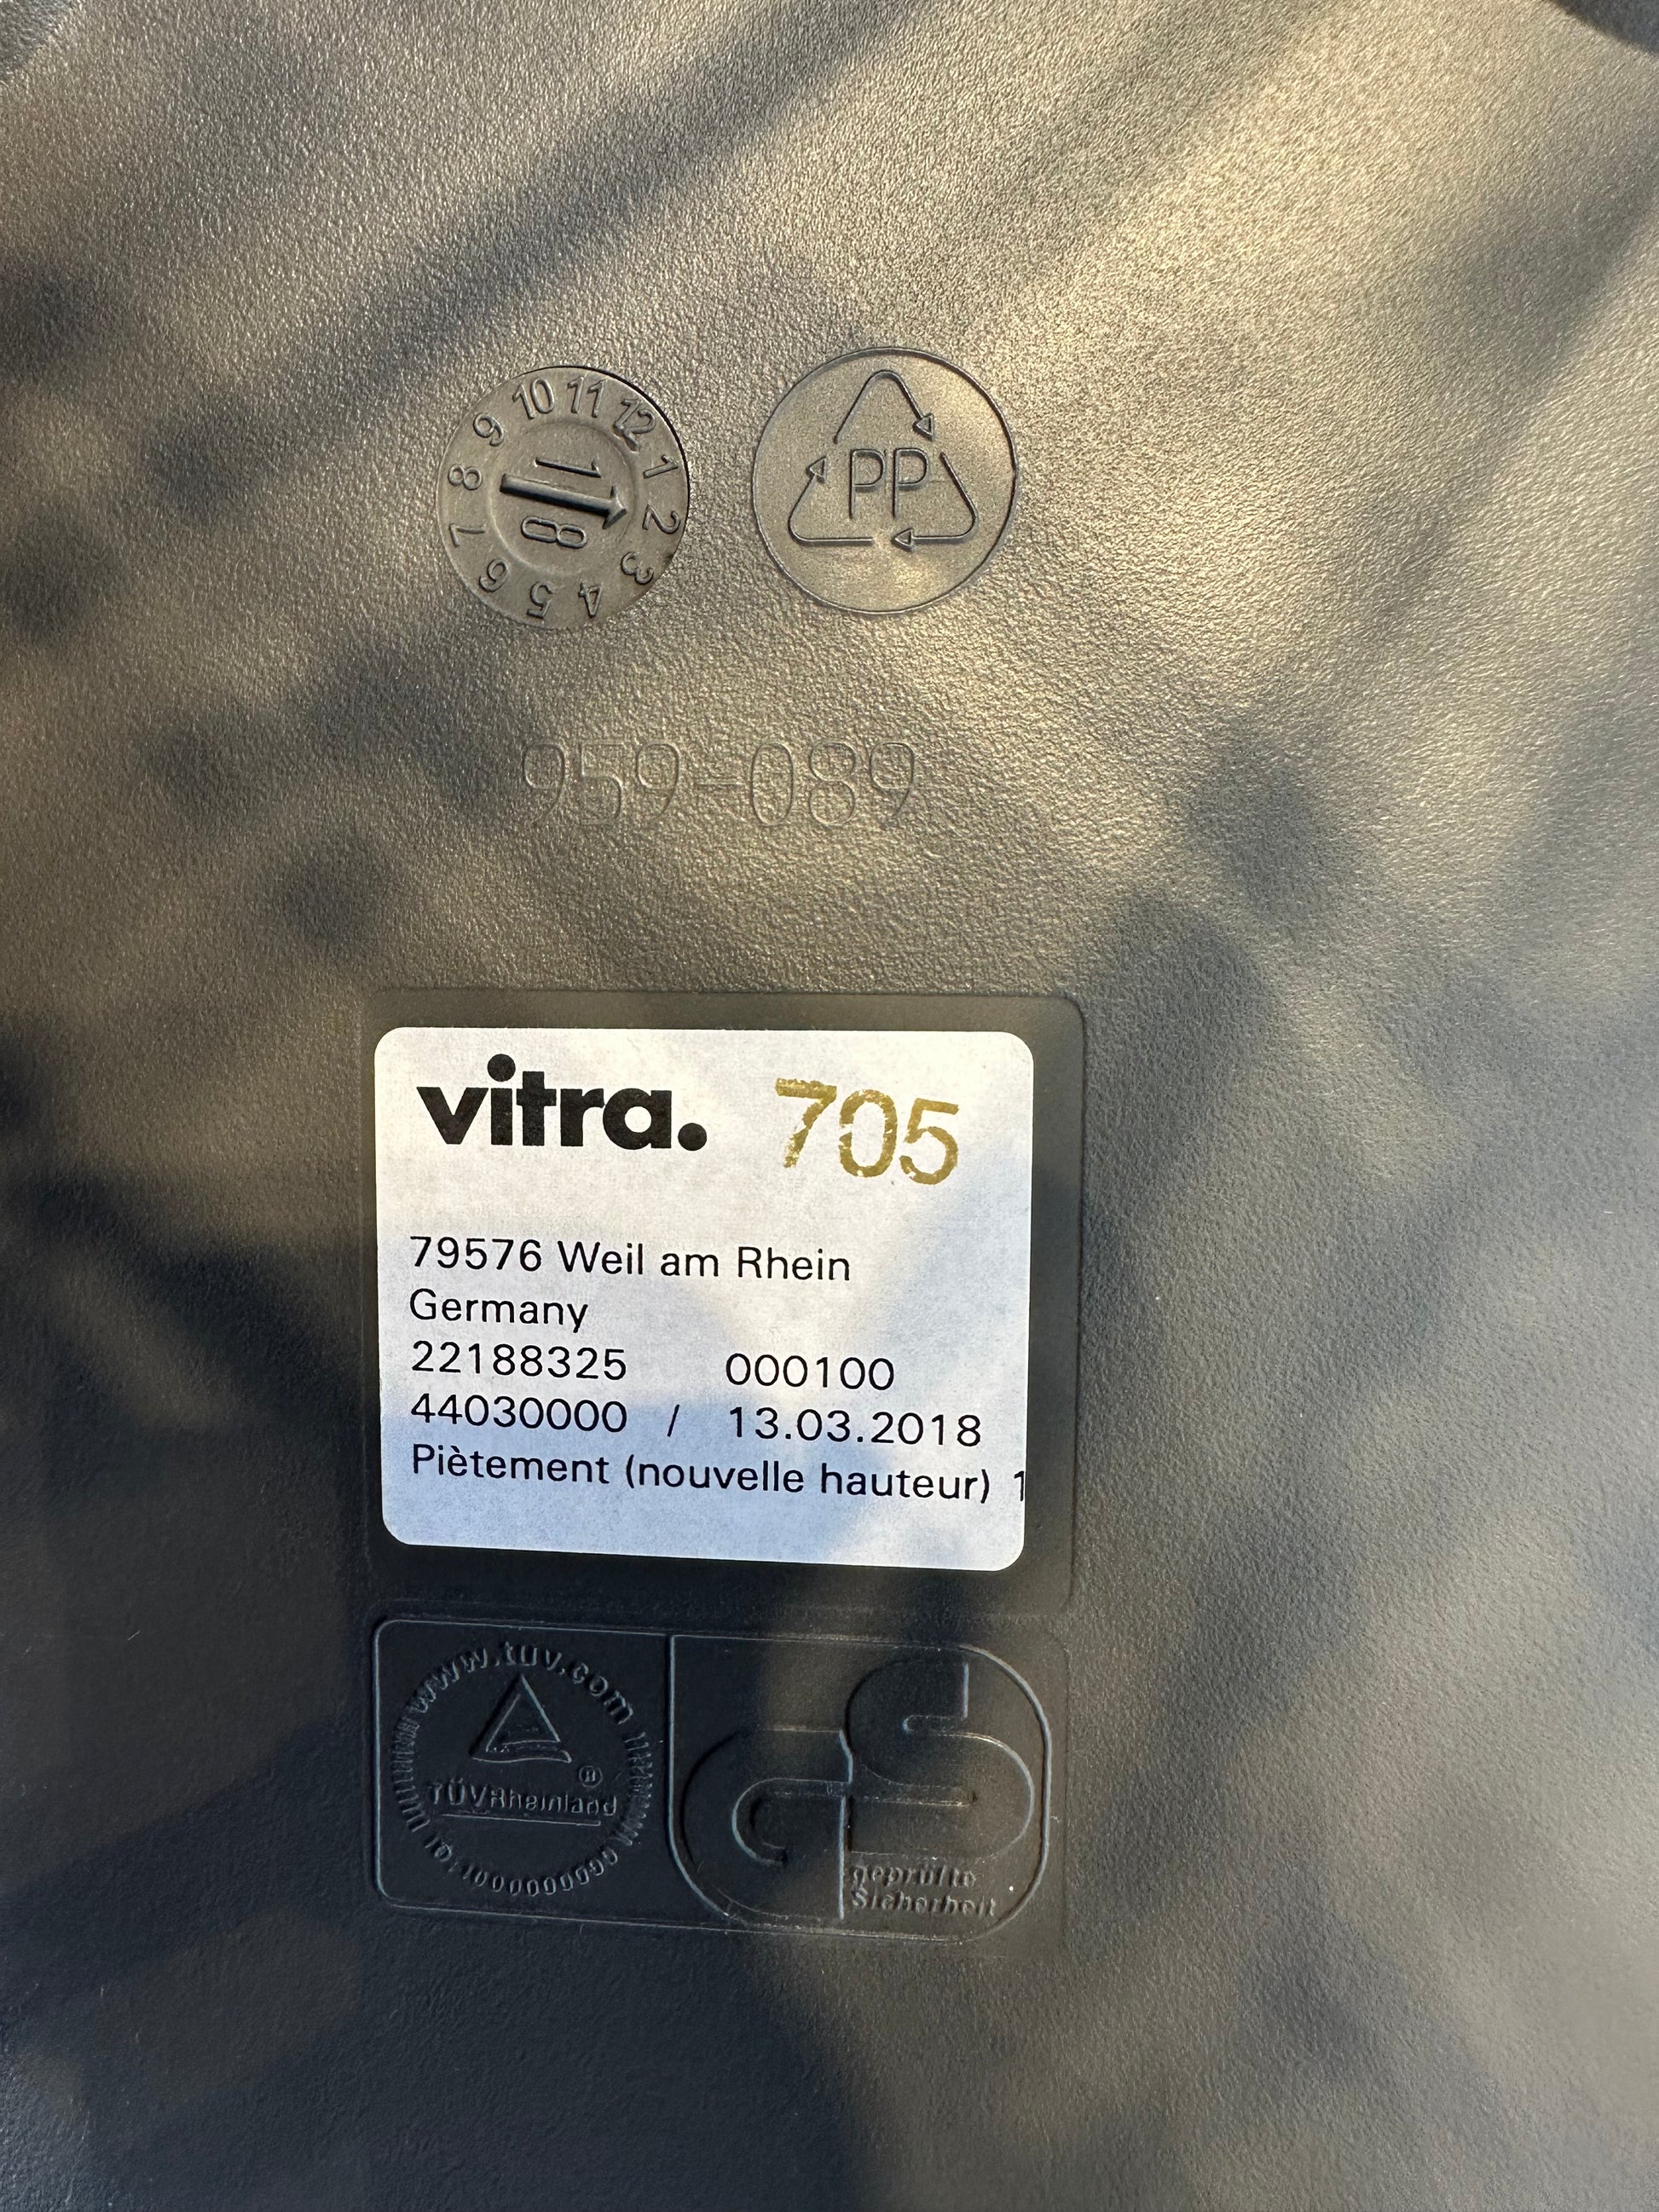 10 11 12 1 2 3 4 5 6 7 8 9
18
PP
959-089
vitra. 705
79576 Weil am Rhein
Germany
22188325 000100
44030000 / 13.03.2018
Piètement (nouvelle hauteur) 1
www.tuv.com
®
TÜVRheinland
geprüfte
Sicherheit